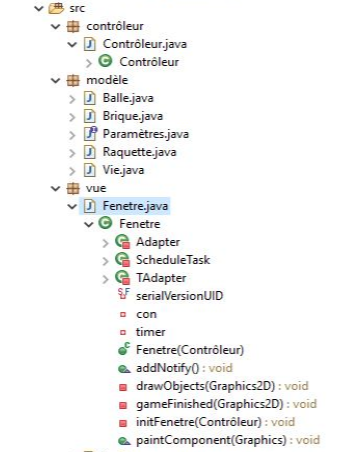 src
contrôleur
Contrôleur.java
Contrôleur
modèle
Balle.java
Brique.java
Paramètres.java
Raquette.java
Vie.java
vue
Fenetre.java
Fenetre
Adapter
ScheduleTask
TAdapter
serialVersionUID
con
timer
Fenetre(Contrôleur)
addNotify() : void
drawObjects(Graphics2D) : void
gameFinished(Graphics2D) : void
initFenetre(Contrôleur) : void
paintComponent(Graphics) : void